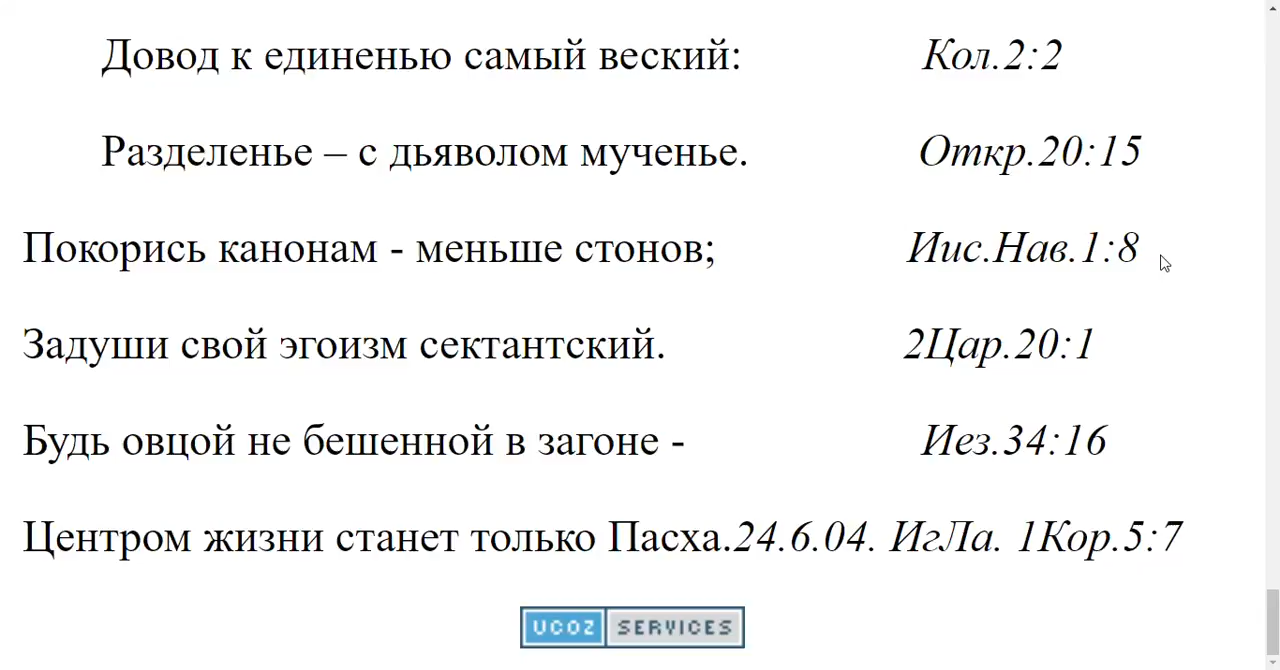 Довод к единенью самый веский: Кол.2:2
Разделенье – с дьяволом мученье. Откр.20:15
Покорись канонам - меньше стонов; Иис.Нав.1:8
Задуши свой эгоизм сектантский. 2Цар.20:1
Будь овцой не бешенной в загоне - Иез.34:16
Центром жизни станет только Пасха.24.6.04. ИгЛа. 1Кор.5:7
UCOZ SERVICES